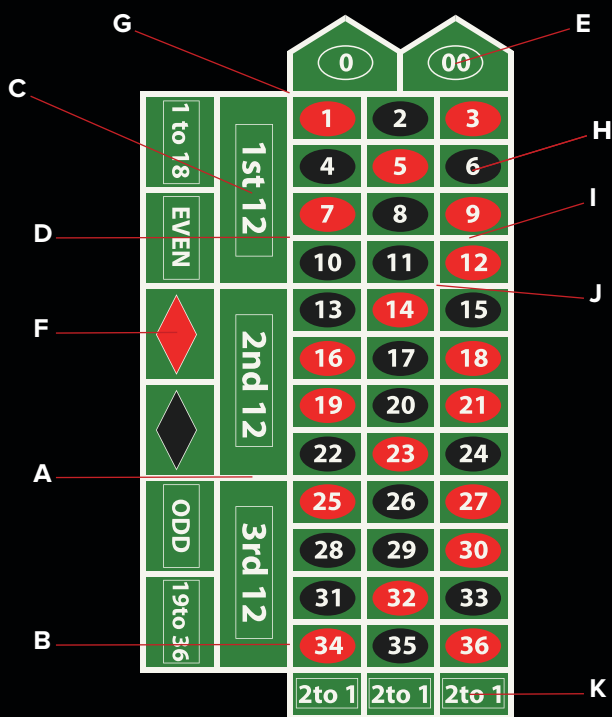 G
E
0 00
C
1 to 18
1st 12
1 2 3
H
4 5 6
I
EVEN
7 8 9
D
10 11 12
J
F
2nd 12
13 14 15
16 17 18
19 20 21
22 23 24
A
ODD
3rd 12
25 26 27
28 29 30
19to 36
31 32 33
B
34 35 36
2to 1 2to 1 2to 1
K